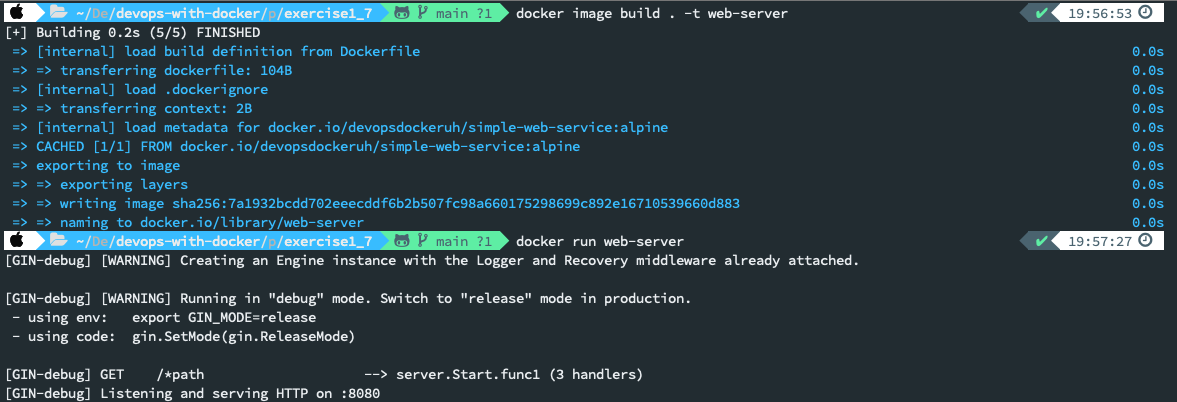 ~/De/devops-with-docker/p/exercise1_7 main ?1 docker image build . -t web-server ✔ 19:56:53
[+] Building 0.2s (5/5) FINISHED
=> [internal] load build definition from Dockerfile 0.0s
=> => transferring dockerfile: 104B 0.0s
=> [internal] load .dockerignore 0.0s
=> => transferring context: 2B 0.0s
=> [internal] load metadata for docker.io/devopsdockeruh/simple-web-service:alpine 0.0s
=> CACHED [1/1] FROM docker.io/devopsdockeruh/simple-web-service:alpine 0.0s
=> exporting to image 0.0s
=> => exporting layers 0.0s
=> => writing image sha256:7a1932bcdd702eeecddf6b2b507fc98a660175298699c892e16710539660d883 0.0s
=> => naming to docker.io/library/web-server 0.0s
~/De/devops-with-docker/p/exercise1_7 main ?1 docker run web-server ✔ 19:57:27
[GIN-debug] [WARNING] Creating an Engine instance with the Logger and Recovery middleware already attached.
[GIN-debug] [WARNING] Running in "debug" mode. Switch to "release" mode in production.
- using env: export GIN_MODE=release
- using code: gin.SetMode(gin.ReleaseMode)
[GIN-debug] GET /*path --> server.Start.func1 (3 handlers)
[GIN-debug] Listening and serving HTTP on :8080